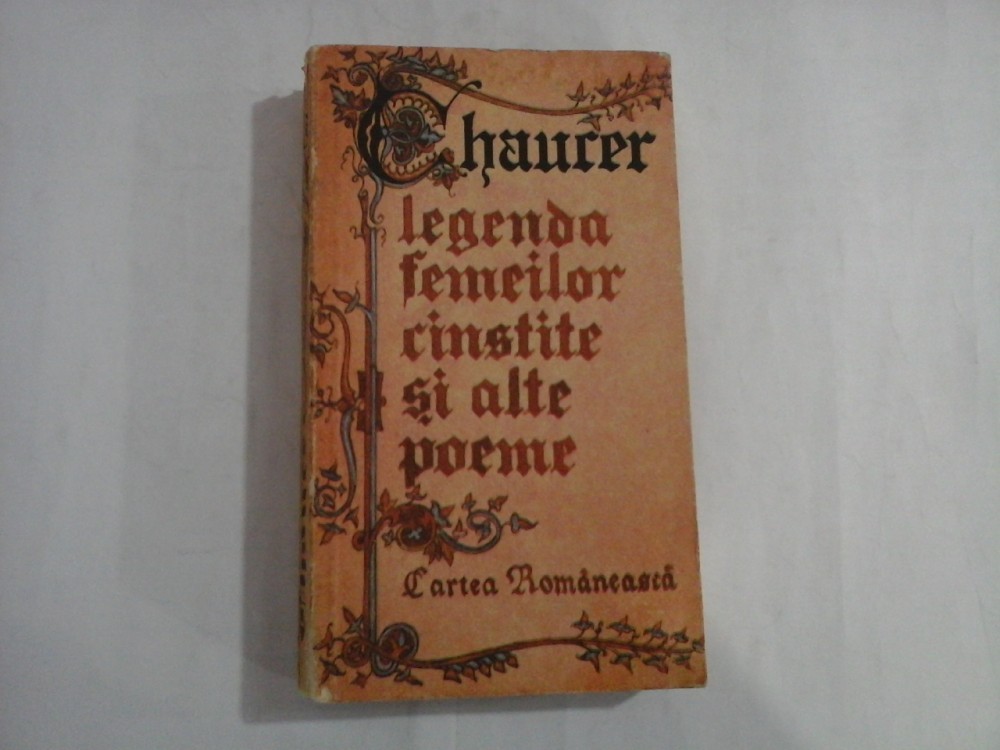 Chaucer
legenda
femeilor
cinstite
și alte
poeme
Cartea Românească